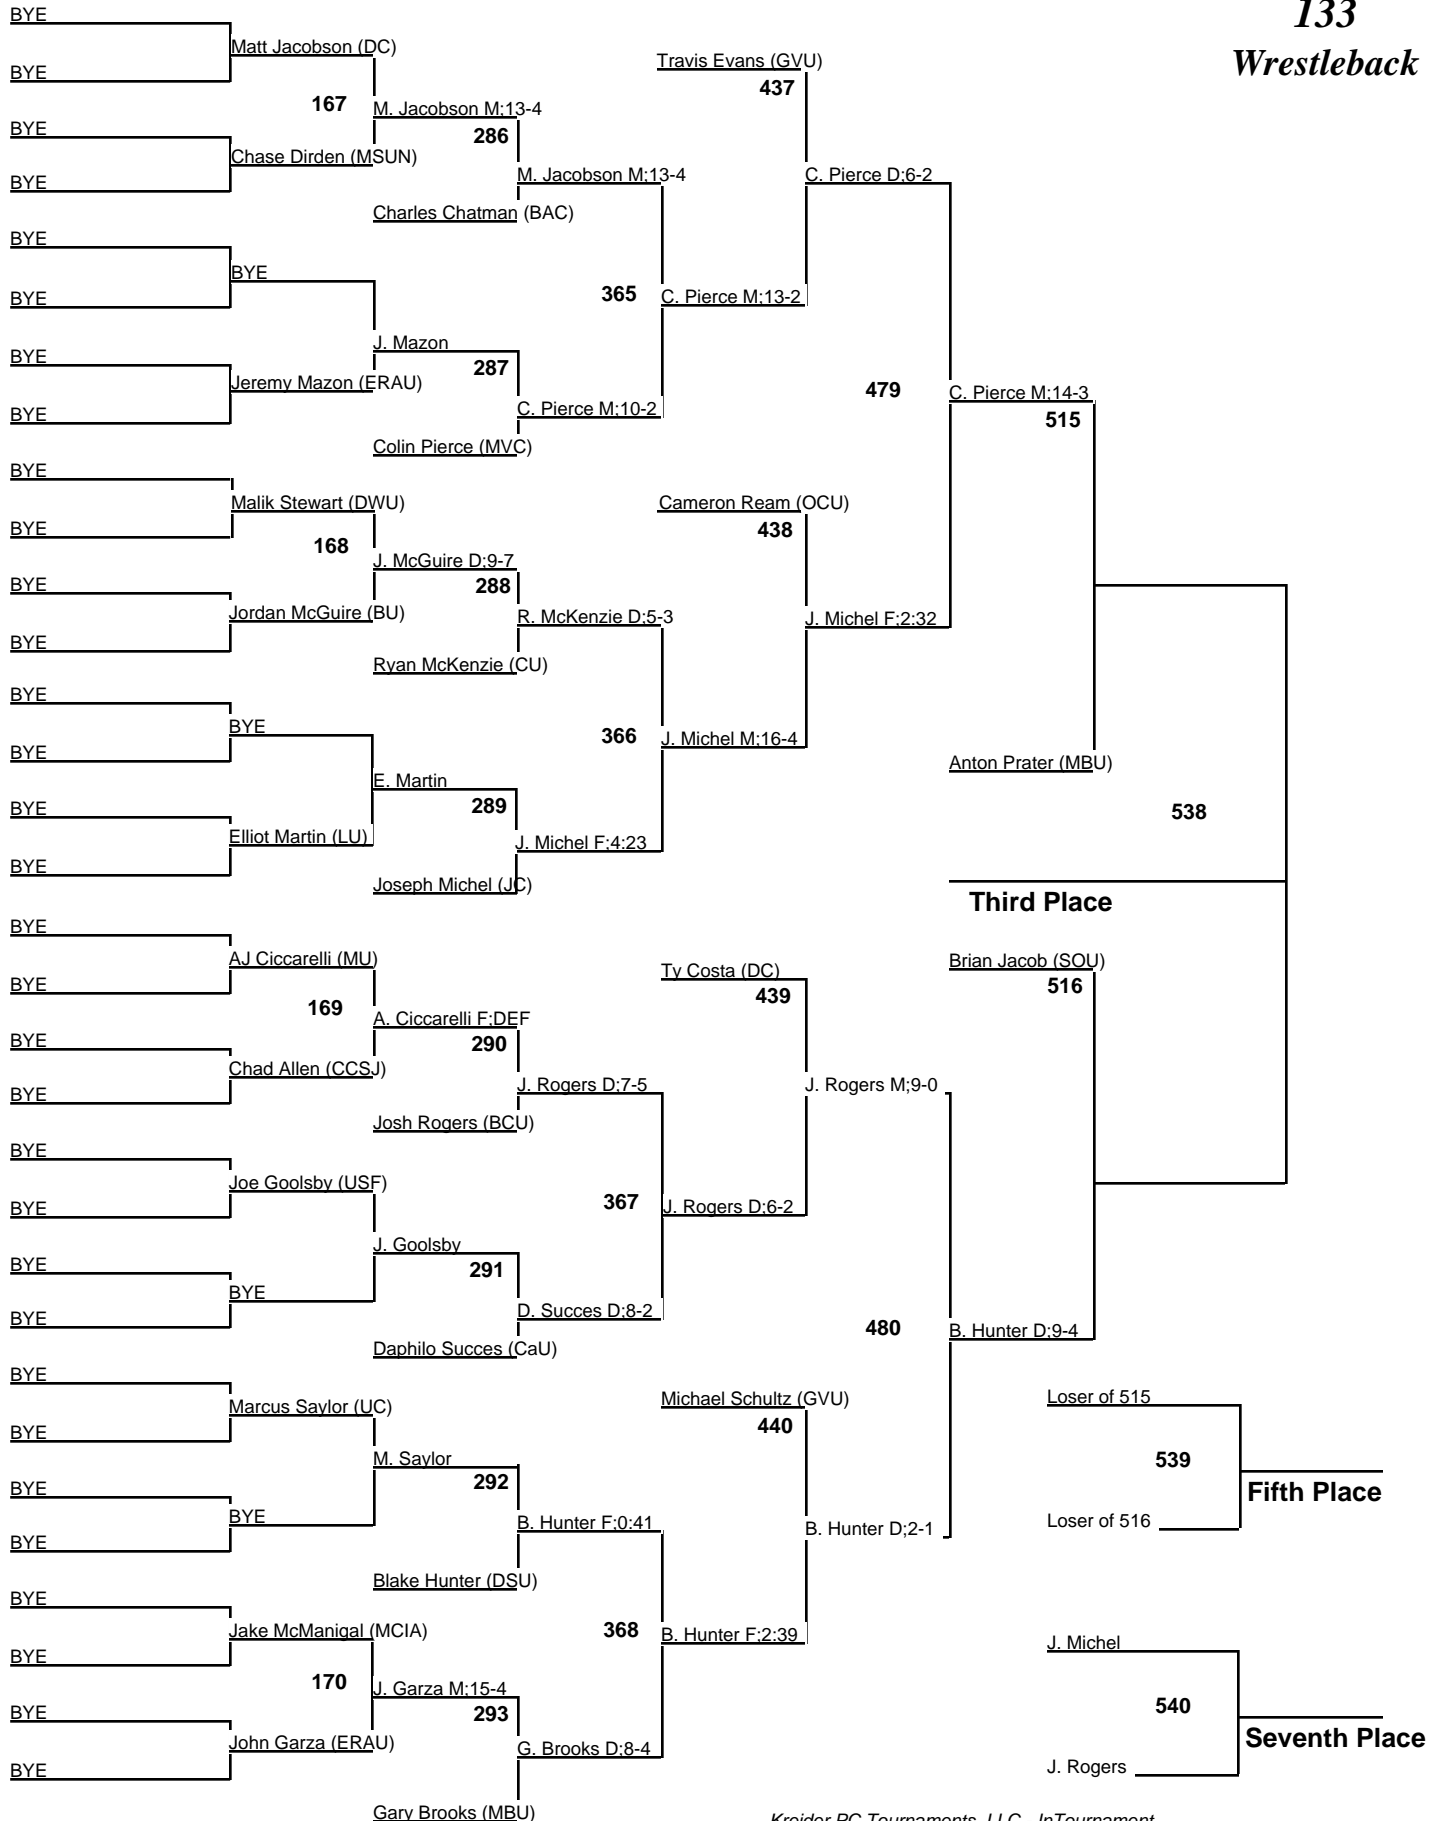 133
Wrestleback
BYE
Matt Jacobson (DC)
BYE
167
M. Jacobson M;13-4
BYE
286
Chase Dirden (MSUN)
BYE
M. Jacobson M;13-4
Charles Chatman (BAC)
Travis Evans (GVU)
437
C. Pierce D;6-2
BYE
BYE
BYE
365
C. Pierce M;13-2
J. Mazon
BYE
287
Jeremy Mazon (ERAU)
BYE
C. Pierce M;10-2
Colin Pierce (MVC)
479
C. Pierce M;14-3
515
BYE
Malik Stewart (DWU)
BYE
168
J. McGuire D;9-7
BYE
288
Jordan McGuire (BU)
R. McKenzie D;5-3
BYE
Ryan McKenzie (CU)
Cameron Ream (OCU)
438
J. Michel F;2:32
BYE
BYE
BYE
366
J. Michel M;16-4
E. Martin
BYE
289
Elliot Martin (LU)
BYE
J. Michel F;4:23
Joseph Michel (JC)
Anton Prater (MBU)
538
Third Place
BYE
AJ Ciccarelli (MU)
BYE
169
A. Ciccarelli F;DEF
BYE
290
Chad Allen (CCSJ)
BYE
J. Rogers D;7-5
Josh Rogers (BCU)
Ty Costa (DC)
439
Brian Jacob (SOU)
516
J. Rogers M;9-0
BYE
Joe Goolsby (USF)
BYE
367
J. Rogers D;6-2
J. Goolsby
BYE
291
BYE
BYE
D. Succes D;8-2
Daphilo Succes (CaU)
480
B. Hunter D;9-4
BYE
Marcus Saylor (UC)
BYE
M. Saylor
BYE
292
BYE
B. Hunter F;0:41
BYE
Blake Hunter (DSU)
Michael Schultz (GVU)
440
B. Hunter D;2-1
Loser of 515
539
Fifth Place
Loser of 516
BYE
Jake McManigal (MCIA)
BYE
368
B. Hunter F;2:39
170
J. Garza M;15-4
BYE
293
John Garza (ERAU)
G. Brooks D;8-4
BYE
Gary Brooks (MBU)
J. Michel
540
Seventh Place
J. Rogers
Kreider PC Tournaments, LLC - InTournament